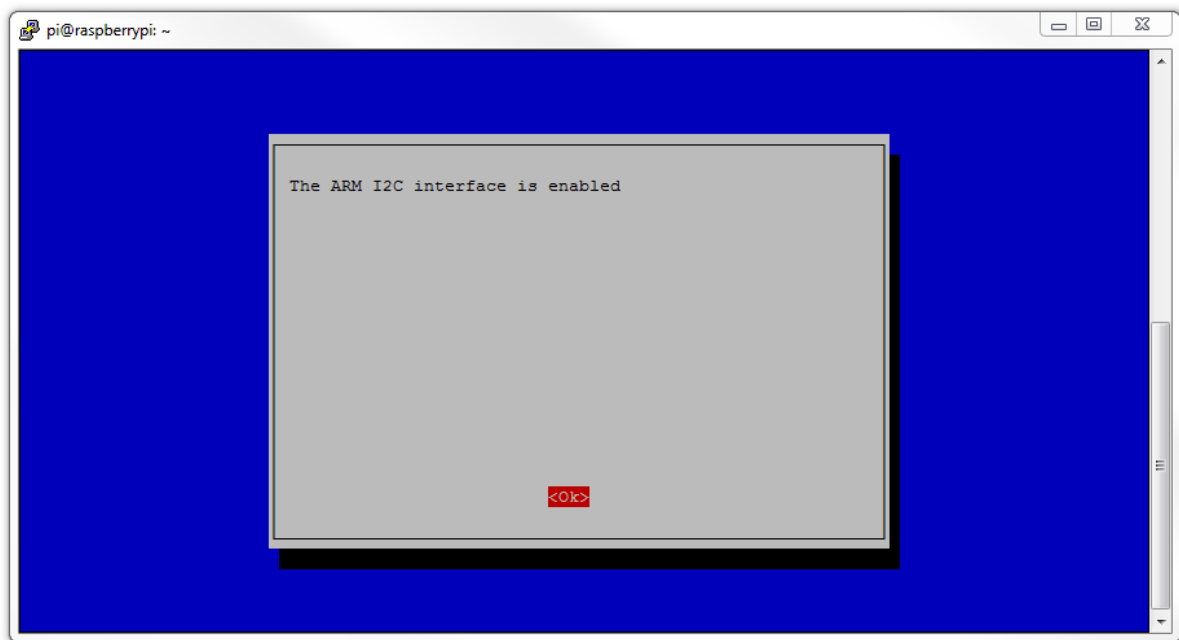 pi@raspberrypi: ~
The ARM I2C interface is enabled
<Ok>